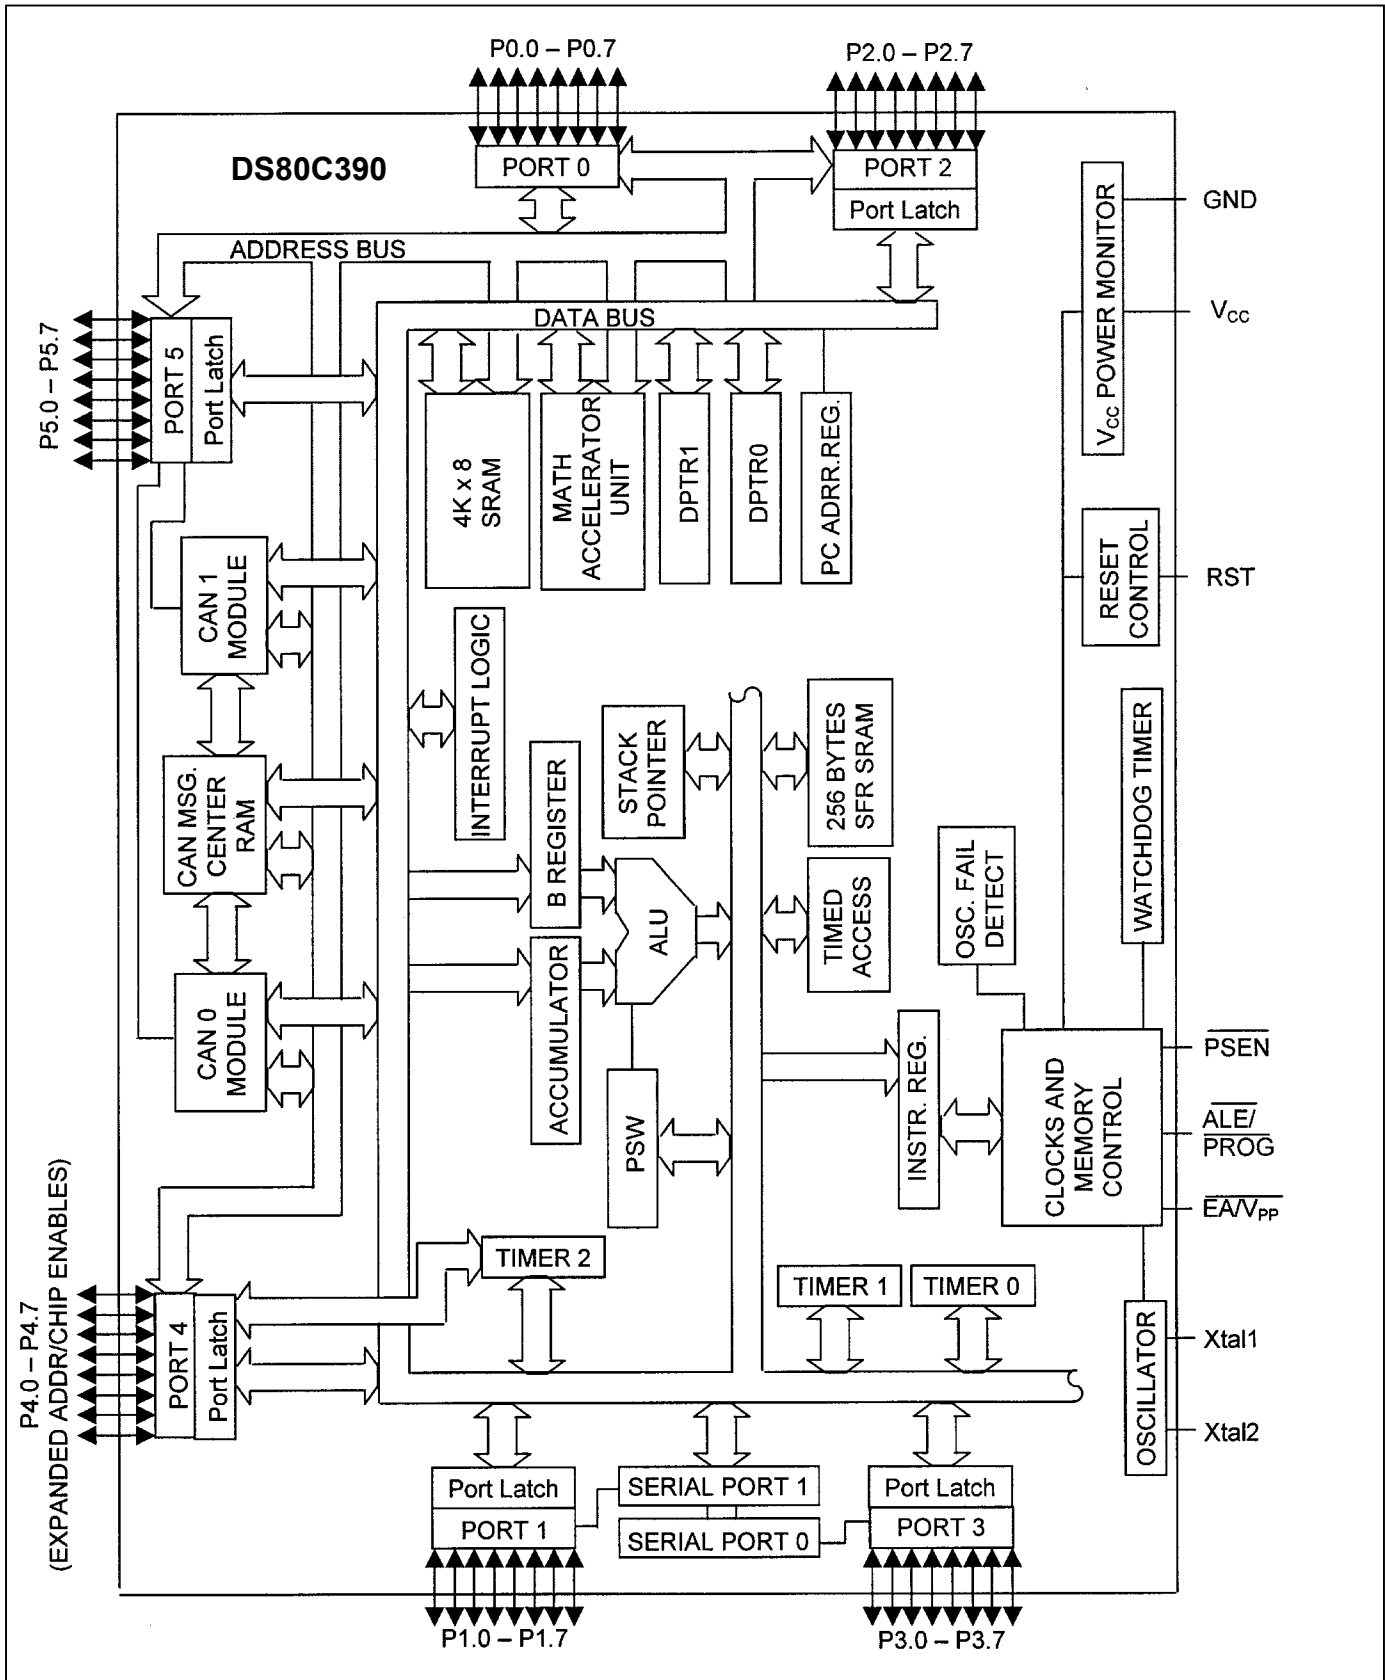 P0.0 – P0.7
P2.0 – P2.7
DS80C390
PORT 0
PORT 2
Port Latch
GND
VCC POWER MONITOR
ADDRESS BUS
VCC
DATA BUS
P5.0 – P5.7
PORT 5
Port Latch
4K x 8
SRAM
MATH
ACCELERATOR
UNIT
DPTR1
DPTR0
PC ADRR.REG.
RESET
CONTROL
RST
CAN 1
MODULE
INTERRUPT LOGIC
STACK
POINTER
256 BYTES
SFR SRAM
WATCHDOG TIMER
CAN MSG.
CENTER
RAM
B REGISTER
ALU
TIMED
ACCESS
OSC. FAIL
DETECT
ACCUMULATOR
CAN 0
MODULE
PSW
INSTR. REG.
CLOCKS AND
MEMORY
CONTROL
PSEN
ALE/
PROG
EA/VPP
P4.0 – P4.7
(EXPANDED ADDR/CHIP ENABLES)
TIMER 2
TIMER 1
TIMER 0
PORT 4
Port Latch
OSCILLATOR
Xtal1
Xtal2
Port Latch
PORT 1
SERIAL PORT 1
SERIAL PORT 0
Port Latch
PORT 3
P1.0 – P1.7
P3.0 – P3.7